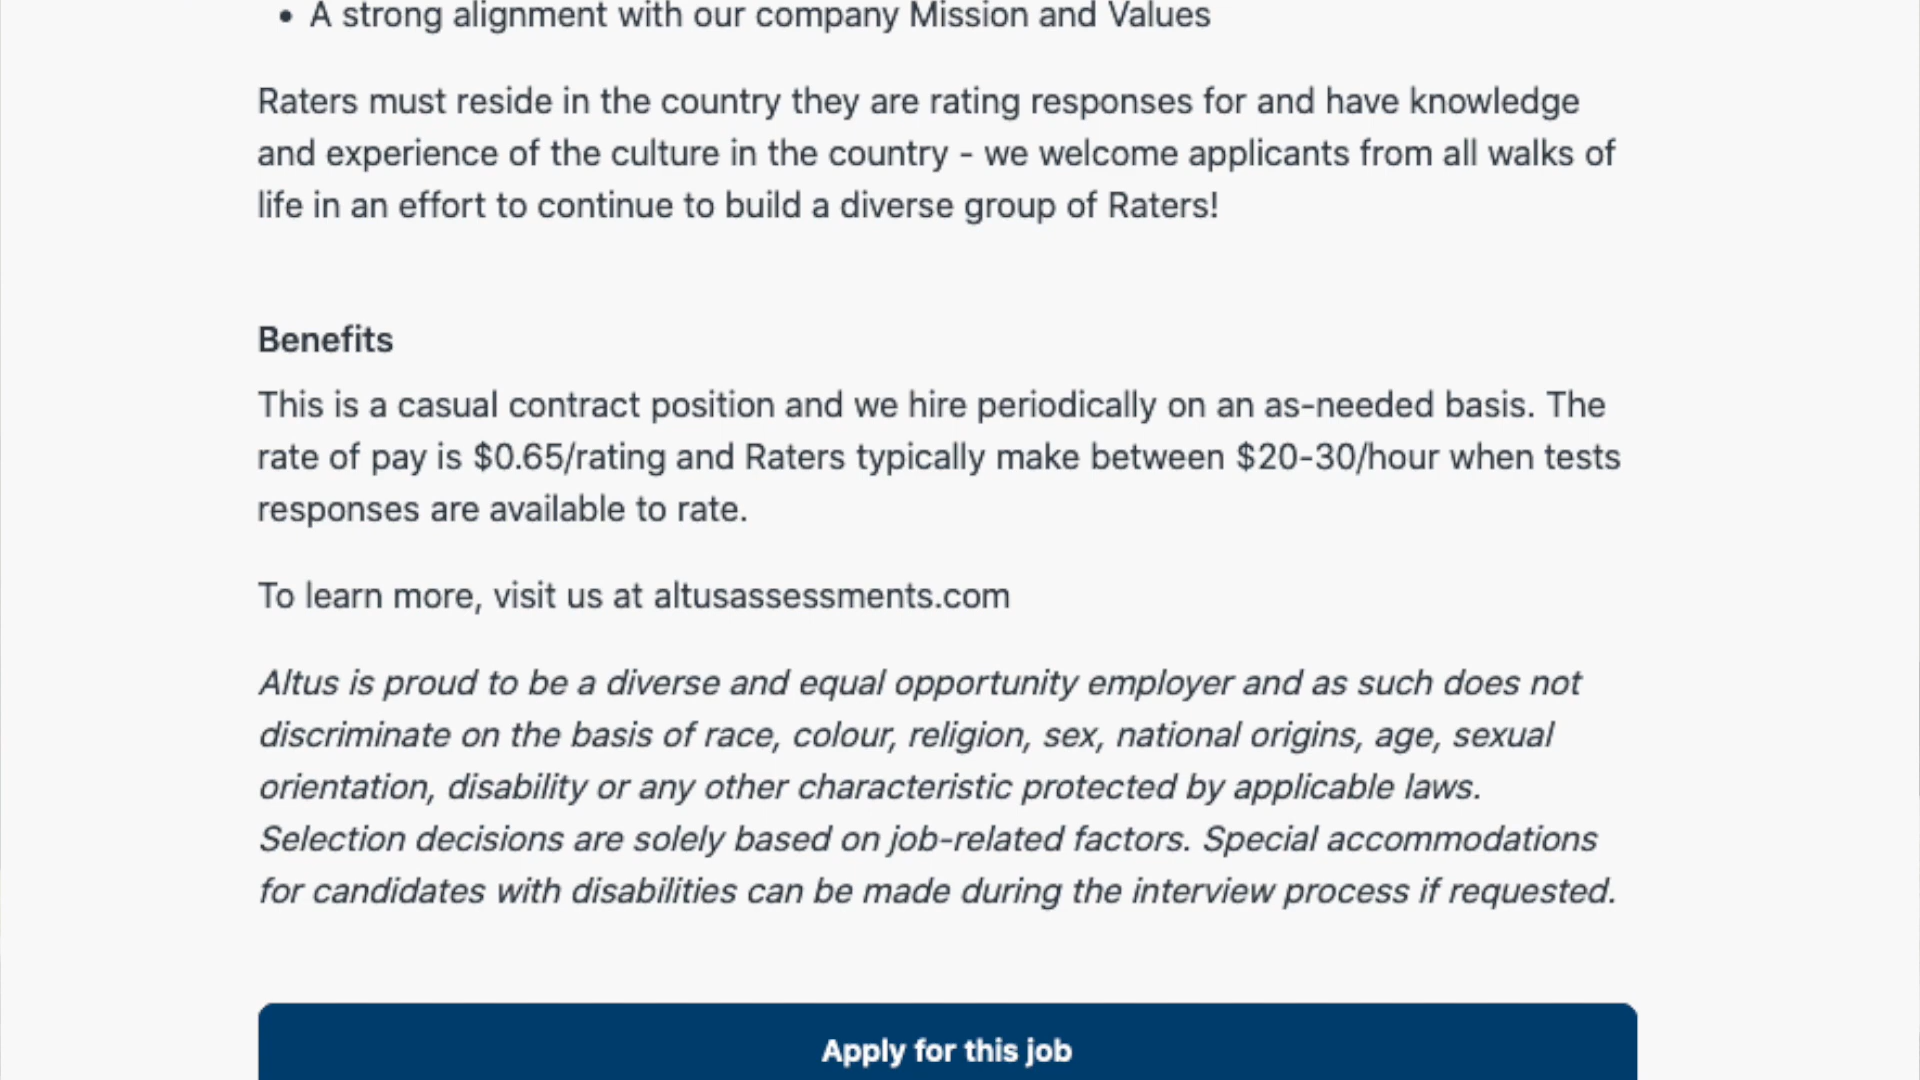 • A strong alignment with our company Mission and Values
Raters must reside in the country they are rating responses for and have knowledge
and experience of the culture in the country - we welcome applicants from all walks of
life in an effort to continue to build a diverse group of Raters!
Benefits
This is a casual contract position and we hire periodically on an as-needed basis. The
rate of pay is $0.65/rating and Raters typically make between $20-30/hour when tests
responses are available to rate.
To learn more, visit us at altusassessments.com
Altus is proud to be a diverse and equal opportunity employer and as such does not
discriminate on the basis of race, colour, religion, sex, national origins, age, sexual
orientation, disability or any other characteristic protected by applicable laws.
Selection decisions are solely based on job-related factors. Special accommodations
for candidates with disabilities can be made during the interview process if requested.
Apply for this job